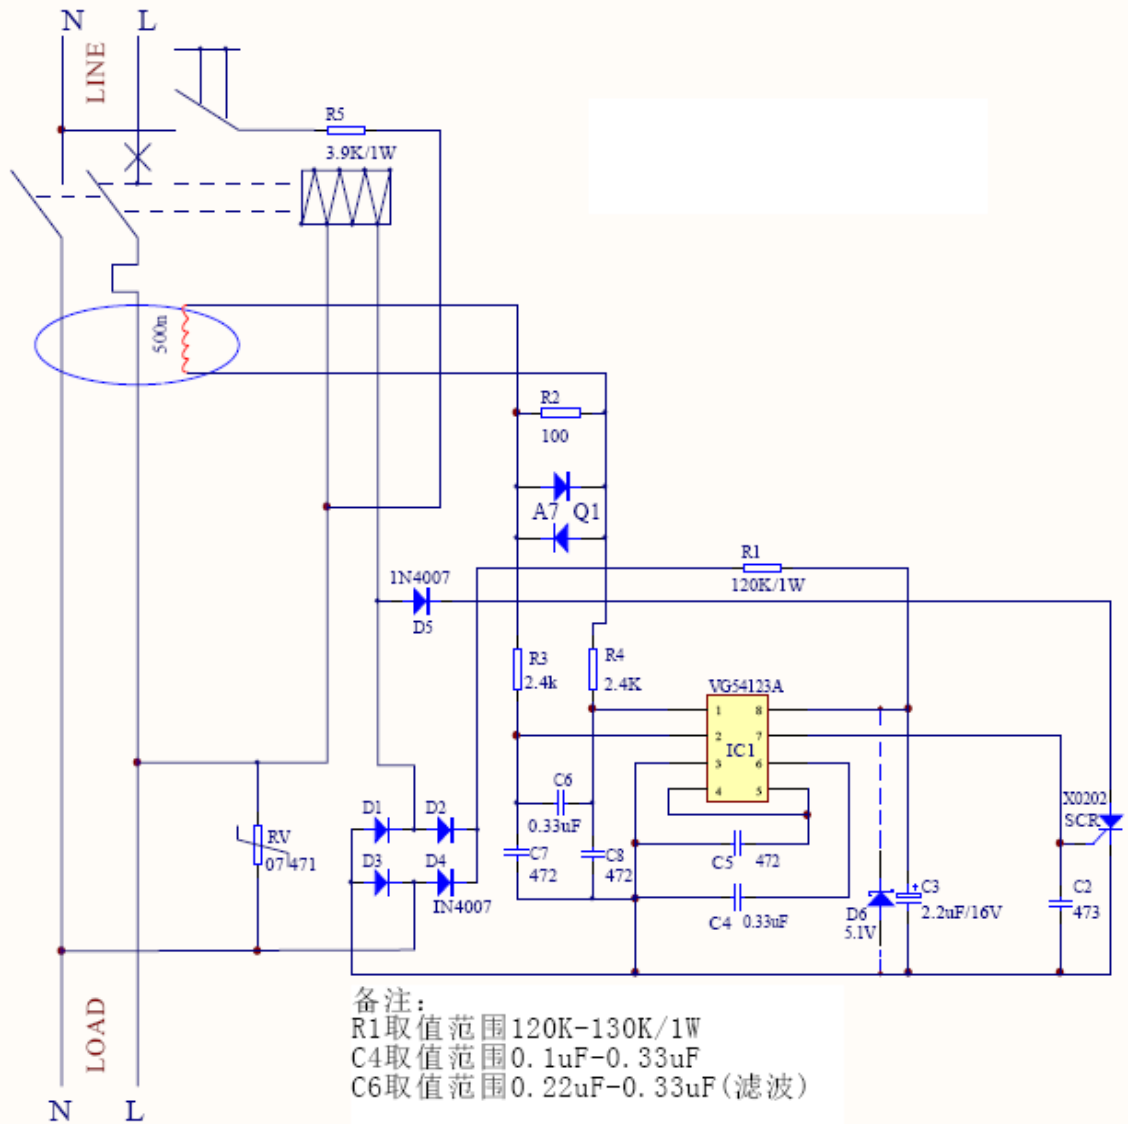 N L
LINE
R5
3.9K/1W
500n
R2
100
A7 Q1
R1
120K/1W
1N4007
D5
R3
2.4k
R4
2.4K
VG54123A
1 8
2 7
IC1
3 6
4 5
C6
0.33uF
X0202
SCR
D1 D2
RV
07471
D3 D4
IN4007
C7
472
C8
472
C5 472
C4 0.33uF
D6
5.1V
C3
+
2.2uF/16V
C2
473
LOAD
N L
备注：
R1取值范围120K-130K/1W
C4取值范围0.1uF-0.33uF
C6取值范围0.22uF-0.33uF(滤波)